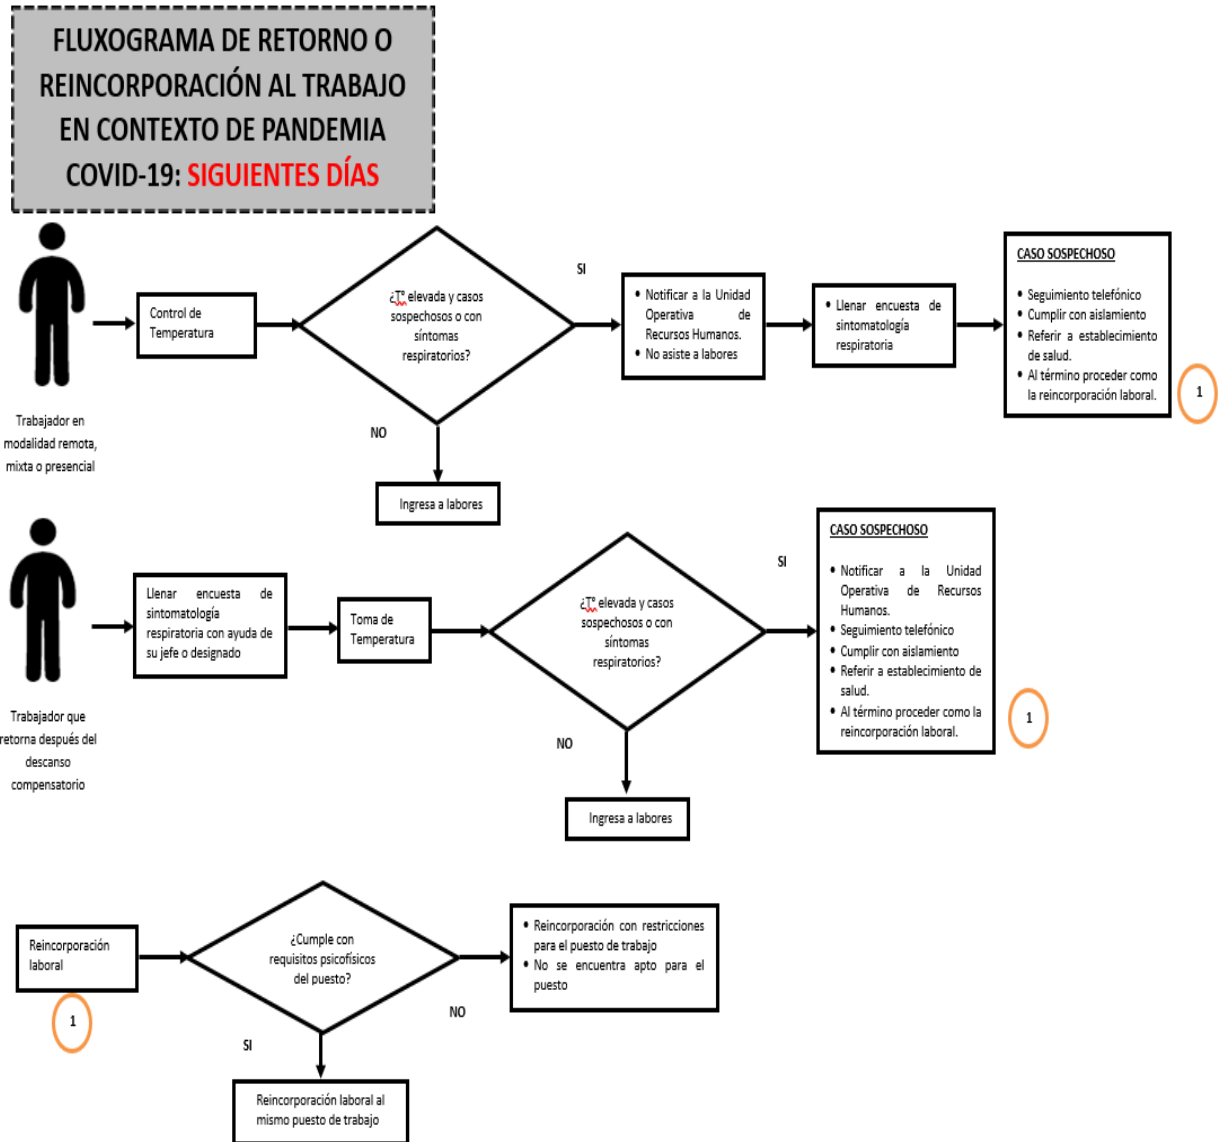 FLUXOGRAMA DE RETORNO O
REINCORPORACIÓN AL TRABAJO
EN CONTEXTO DE PANDEMIA
COVID-19: SIGUIENTES DÍAS
Trabajador en
modalidad remota,
mixta o presencial
Control de
Temperatura
¿T° elevada y casos
sospechosos o con
síntomas
respiratorios?
SI
NO
Ingresa a labores
• Notificar a la Unidad
Operativa de
Recursos Humanos.
• No asiste a labores
• Llenar encuesta de
sintomatología
respiratoria
CASO SOSPECHOSO
• Seguimiento telefónico
• Cumplir con aislamiento
• Referir a establecimiento
de salud.
• Al término proceder como
la reincorporación laboral.
1
Trabajador que
retorna después del
descanso
compensatorio
Llenar encuesta de
sintomatología
respiratoria con ayuda de
su jefe o designado
Toma de
Temperatura
¿T° elevada y casos
sospechosos o con
síntomas
respiratorios?
SI
NO
Ingresa a labores
CASO SOSPECHOSO
• Notificar a la Unidad
Operativa de Recursos
Humanos.
• Seguimiento telefónico
• Cumplir con aislamiento
• Referir a establecimiento de
salud.
• Al término proceder como la
reincorporación laboral.
1
Reincorporación
laboral
1
¿Cumple con
requisitos psicofísicos
del puesto?
NO
• Reincorporación con restricciones
para el puesto de trabajo
• No se encuentra apto para el
puesto
SI
Reincorporación laboral al
mismo puesto de trabajo